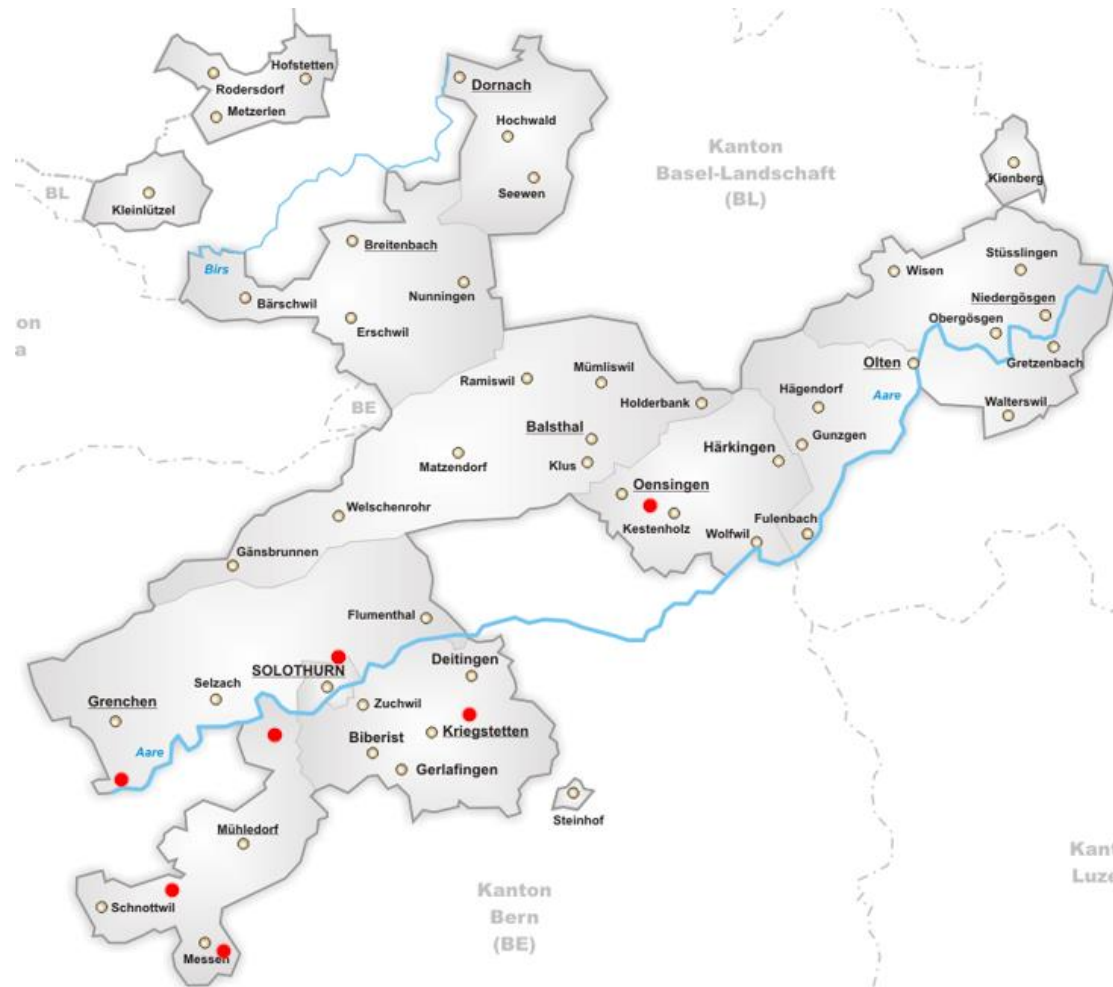 Hofstetten
Rodersdorf
Metzerlen
Dornach
Hochwald
Seewen
Kanton
Basel-Landschaft
(BL)
Kienberg
BL
Kleinlützel
Breitenbach
Birs
Nunningen
Bärschwil
Erschwil
Wisen
Stüsslingen
Niedergösgen
Obergösgen
Gretzenbach
on
a
Olten
Aare
Walterswil
Ramiswil
Mümliswil
Holderbank
Hägendorf
BE
Balsthal
Gunzgen
Matzendorf
Klus
Härkingen
Oensingen
Kestenholz
Welschenrohr
Wolfwil
Fulenbach
Gänsbrunnen
Flumenthal
SOLOTHURN
Deitingen
Grenchen
Selzach
Zuchwil
Kriegstetten
Aare
Biberist
Gerlafingen
Steinhof
Mühledorf
Schnottwil
Messen
Kanton
Bern
(BE)
Kant
Luze